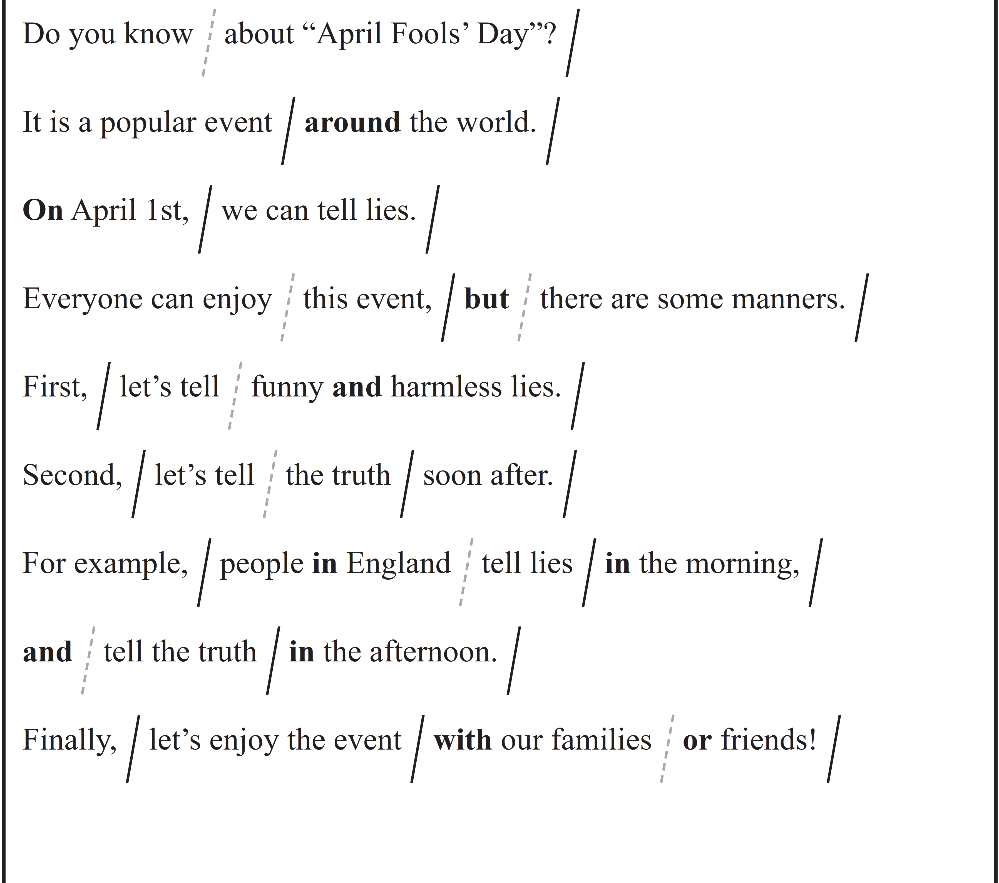 Do you know / about “April Fools’ Day”? /
It is a popular event / around the world. /
On April 1st, / we can tell lies. /
Everyone can enjoy / this event, / but / there are some manners. /
First, / let’s tell / funny and harmless lies. /
Second, / let’s tell / the truth / soon after. /
For example, / people in England / tell lies / in the morning, /
and / tell the truth / in the afternoon. /
Finally, / let’s enjoy the event / with our families / or friends! /